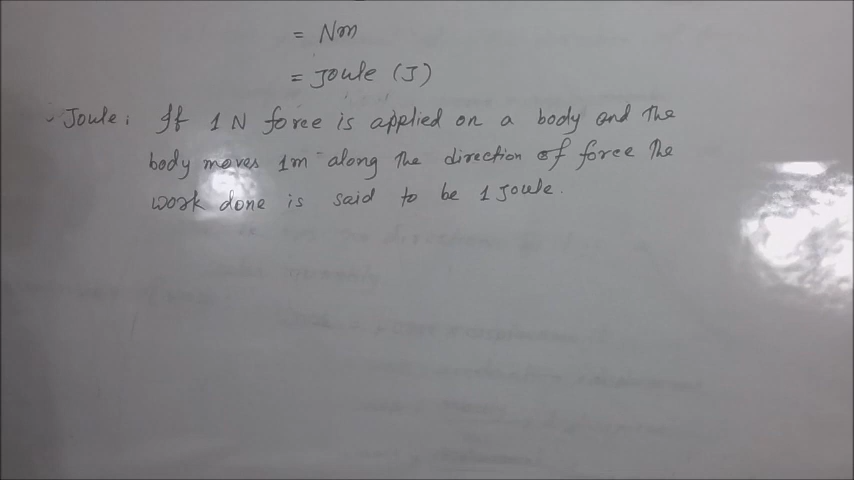 = Nm
= Joule (J)
Joule: If 1 N force is applied on a body and the
body moves 1m along the direction of force the
work done is said to be 1 Joule.